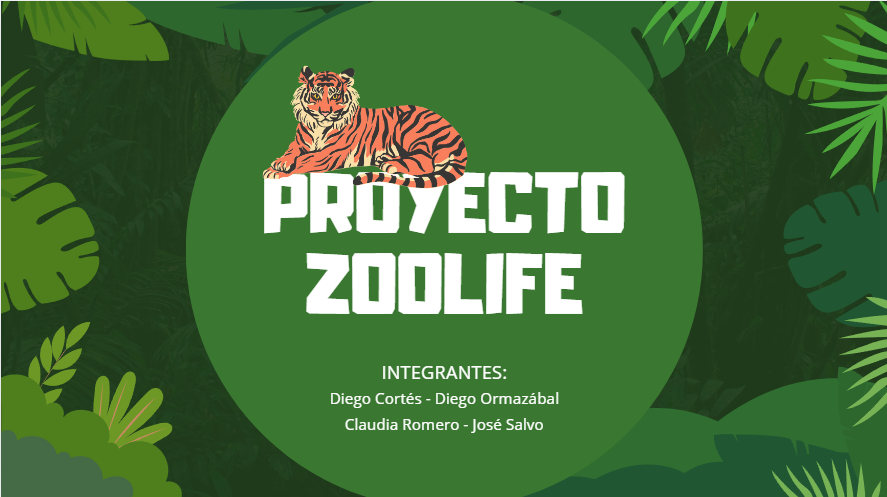 PROYECTO
ZOOLIFE
INTEGRANTES:
Diego Cortés - Diego Ormazábal
Claudia Romero - José Salvo